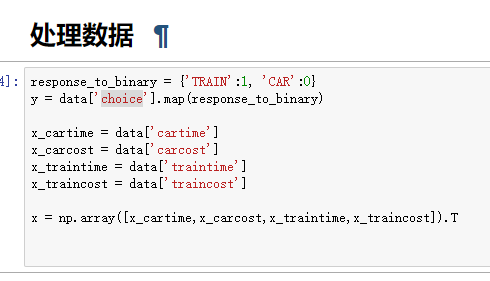 处理数据 ¶
4]:
response_to_binary = {'TRAIN':1, 'CAR':0}
y = data['choice'].map(response_to_binary)
x_cartime = data['cartime']
x_carcost = data['carcost']
x_traintime = data['traintime']
x_traincost = data['traincost']
x = np.array([x_cartime,x_carcost,x_traintime,x_traincost]).T